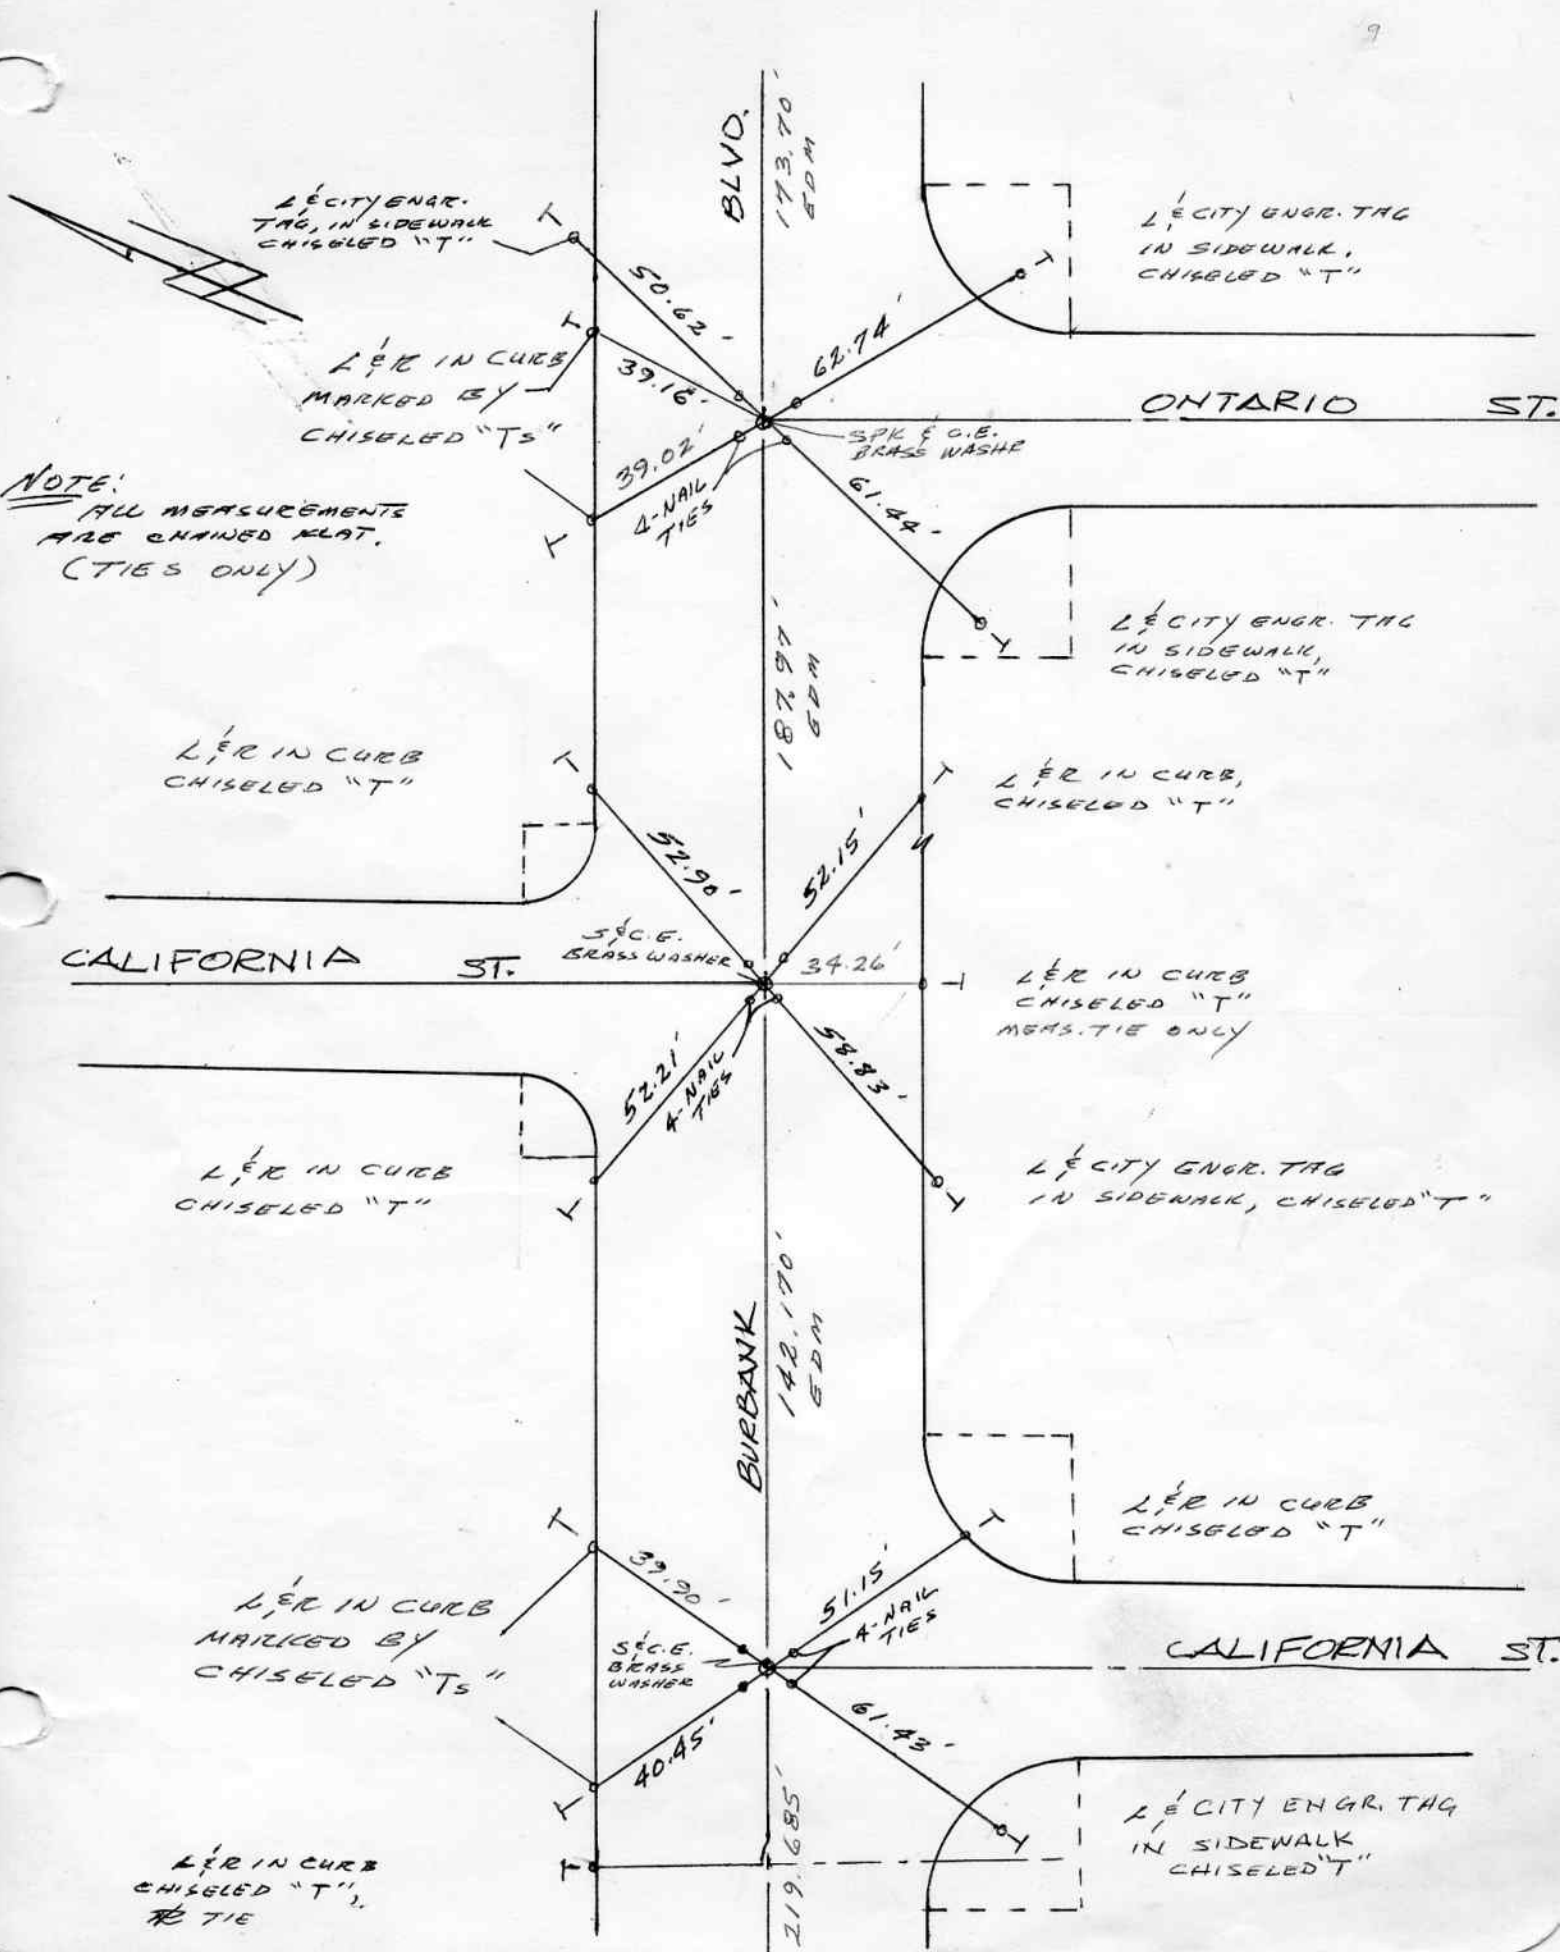 9
BLVD.
173.70'
EDM
L & CITY ENGR.
TAG, IN SIDEWALK
CHISELED "T"
T
50.62'
L & CITY ENGR. TAG
IN SIDEWALK.
CHISELED "T"
T
62.74'
T
L & R IN CURB
MARKED BY
CHISELED "Ts"
39.16'
39.02'
T
4-NAIL
TIES
SPK & C.E.
BRASS WASHR
ONTARIO ST.
61.44'
NOTE:
ALL MEASUREMENTS
ARE CHAINED FLAT.
(TIES ONLY)
187.97'
EDM
L & CITY ENGR. TAG
IN SIDEWALK,
CHISELED "T"
T
L & R IN CURB
CHISELED "T"
T
52.90'
T
L & R IN CURB,
CHISELED "T"
52.15'
CALIFORNIA ST.
S & C.E.
BRASS WASHER
34.26'
T
L & R IN CURB
CHISELED "T"
MEAS. TIE ONLY
52.21'
4-NAIL
TIES
58.83'
L & R IN CURB
CHISELED "T"
T
T
L & CITY ENGR. TAG
IN SIDEWALK, CHISELED "T"
BURBANK
142.170'
EDM
T
39.90'
51.15'
T
L & R IN CURB
CHISELED "T"
4-NAIL
TIES
L & R IN CURB
MARKED BY
CHISELED "Ts"
S & C.E.
BRASS
WASHER
CALIFORNIA ST.
40.45'
T
61.43'
T
L & CITY ENGR. TAG
IN SIDEWALK
CHISELED "T"
219.685'
L & R IN CURB
CHISELED "T",
TIE
T